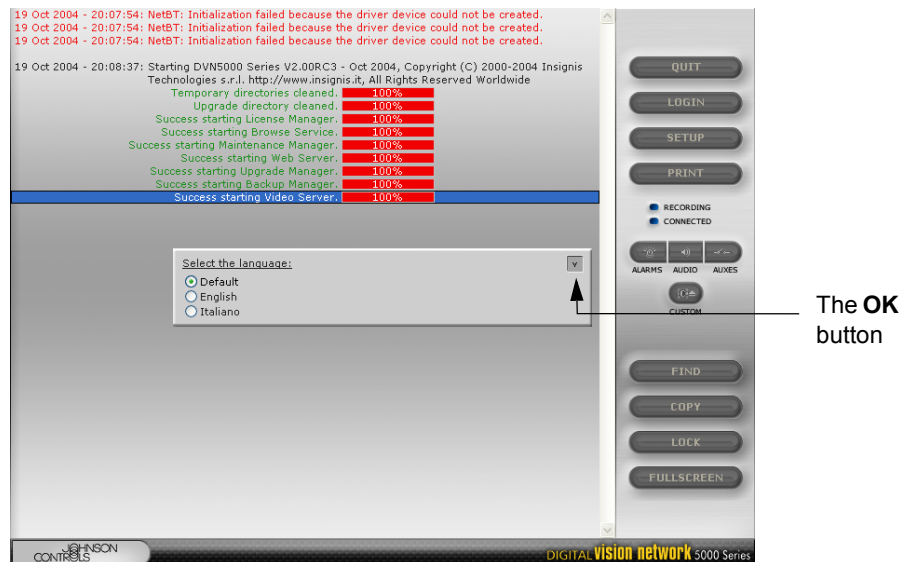 19 Oct 2004 - 20:07:54: NetBT: Initialization failed because the driver device could not be created.
19 Oct 2004 - 20:07:54: NetBT: Initialization failed because the driver device could not be created.
19 Oct 2004 - 20:07:54: NetBT: Initialization failed because the driver device could not be created.
19 Oct 2004 - 20:08:37: Starting DVN5000 Series V2.00RC3 - Oct 2004, Copyright (C) 2000-2004 Insignis
Technologies s.r.l. http://www.insignis.it, All Rights Reserved Worldwide
Temporary directories cleaned. 100%
Upgrade directory cleaned. 100%
Success starting License Manager. 100%
Success starting Browse Service. 100%
Success starting Maintenance Manager. 100%
Success starting Web Server. 100%
Success starting Upgrade Manager. 100%
Success starting Backup Manager. 100%
Success starting Video Server. 100%
Select the language: v
Default
English
Italiano
QUIT
LOGIN
SETUP
PRINT
RECORDING
CONNECTED
ALARMS AUDIO AUXES
CUSTOM
FIND
COPY
LOCK
FULLSCREEN
The OK
button
JOHNSON
CONTROLS
DIGITAL vision network 5000 Series